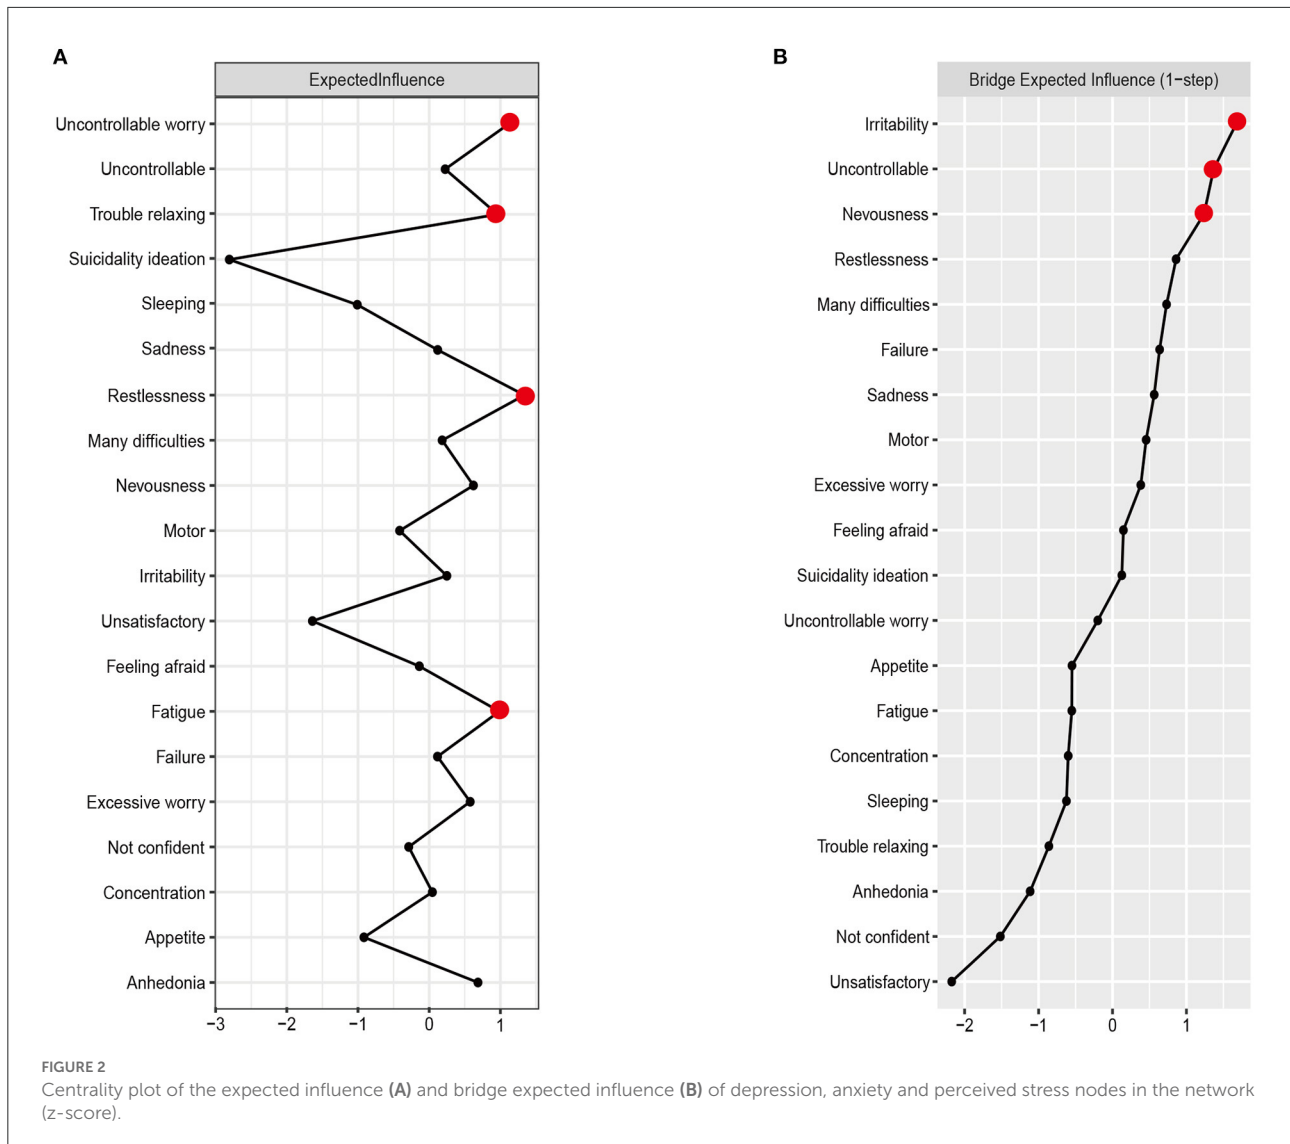 A
ExpectedInfluence
Uncontrollable worry
Uncontrollable
Trouble relaxing
Suicidality ideation
Sleeping
Sadness
Restlessness
Many difficulties
Nevousness
Motor
Irritability
Unsatisfactory
Feeling afraid
Fatigue
Failure
Excessive worry
Not confident
Concentration
Appetite
Anhedonia
−3 −2 −1 0 1
B
Bridge Expected Influence (1−step)
Irritability
Uncontrollable
Nevousness
Restlessness
Many difficulties
Failure
Sadness
Motor
Excessive worry
Feeling afraid
Suicidality ideation
Uncontrollable worry
Appetite
Fatigue
Concentration
Sleeping
Trouble relaxing
Anhedonia
Not confident
Unsatisfactory
−2 −1 0 1
FIGURE 2
Centrality plot of the expected influence (A) and bridge expected influence (B) of depression, anxiety and perceived stress nodes in the network
(z-score).